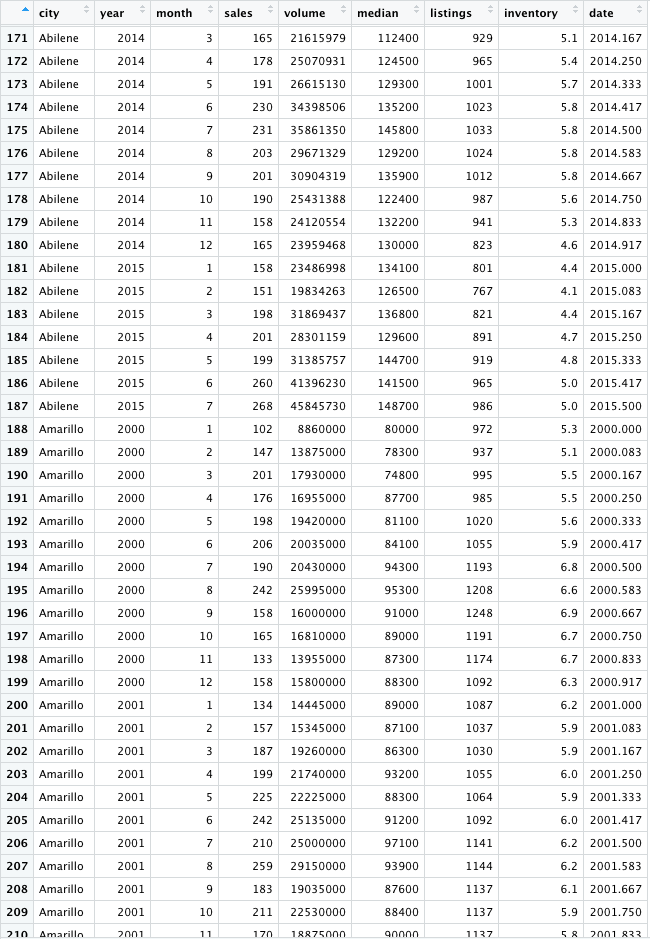 city year month sales volume median listings inventory date
171 Abilene 2014 3 165 21615979 112400 929 5.1 2014.167
172 Abilene 2014 4 178 25070931 124500 965 5.4 2014.250
173 Abilene 2014 5 191 26615130 129300 1001 5.7 2014.333
174 Abilene 2014 6 230 34398506 135200 1023 5.8 2014.417
175 Abilene 2014 7 231 35861350 145800 1033 5.8 2014.500
176 Abilene 2014 8 203 29671329 129200 1024 5.8 2014.583
177 Abilene 2014 9 201 30904319 135900 1012 5.8 2014.667
178 Abilene 2014 10 190 25431388 122400 987 5.6 2014.750
179 Abilene 2014 11 158 24120554 132200 941 5.3 2014.833
180 Abilene 2014 12 165 23959468 130000 823 4.6 2014.917
181 Abilene 2015 1 158 23486998 134100 801 4.4 2015.000
182 Abilene 2015 2 151 19834263 126500 767 4.1 2015.083
183 Abilene 2015 3 198 31869437 136800 821 4.4 2015.167
184 Abilene 2015 4 201 28301159 129600 891 4.7 2015.250
185 Abilene 2015 5 199 31385757 144700 919 4.8 2015.333
186 Abilene 2015 6 260 41396230 141500 965 5.0 2015.417
187 Abilene 2015 7 268 45845730 148700 986 5.0 2015.500
188 Amarillo 2000 1 102 8860000 80000 972 5.3 2000.000
189 Amarillo 2000 2 147 13875000 78300 937 5.1 2000.083
190 Amarillo 2000 3 201 17930000 74800 995 5.5 2000.167
191 Amarillo 2000 4 176 16955000 87700 985 5.5 2000.250
192 Amarillo 2000 5 198 19420000 81100 1020 5.6 2000.333
193 Amarillo 2000 6 206 20035000 84100 1055 5.9 2000.417
194 Amarillo 2000 7 190 20430000 94300 1193 6.8 2000.500
195 Amarillo 2000 8 242 25995000 95300 1208 6.6 2000.583
196 Amarillo 2000 9 158 16000000 91000 1248 6.9 2000.667
197 Amarillo 2000 10 165 16810000 89000 1191 6.7 2000.750
198 Amarillo 2000 11 133 13955000 87300 1174 6.7 2000.833
199 Amarillo 2000 12 158 15800000 88300 1092 6.3 2000.917
200 Amarillo 2001 1 134 14445000 89000 1087 6.2 2001.000
201 Amarillo 2001 2 157 15345000 87100 1037 5.9 2001.083
202 Amarillo 2001 3 187 19260000 86300 1030 5.9 2001.167
203 Amarillo 2001 4 199 21740000 93200 1055 6.0 2001.250
204 Amarillo 2001 5 225 22225000 88300 1064 5.9 2001.333
205 Amarillo 2001 6 242 25135000 91200 1092 6.0 2001.417
206 Amarillo 2001 7 210 25000000 97100 1141 6.2 2001.500
207 Amarillo 2001 8 259 29150000 93900 1144 6.2 2001.583
208 Amarillo 2001 9 183 19035000 87600 1137 6.1 2001.667
209 Amarillo 2001 10 211 22530000 88400 1137 5.9 2001.750
210 Amarillo 2001 11 170 18875000 90000 1137 5.8 2001.833